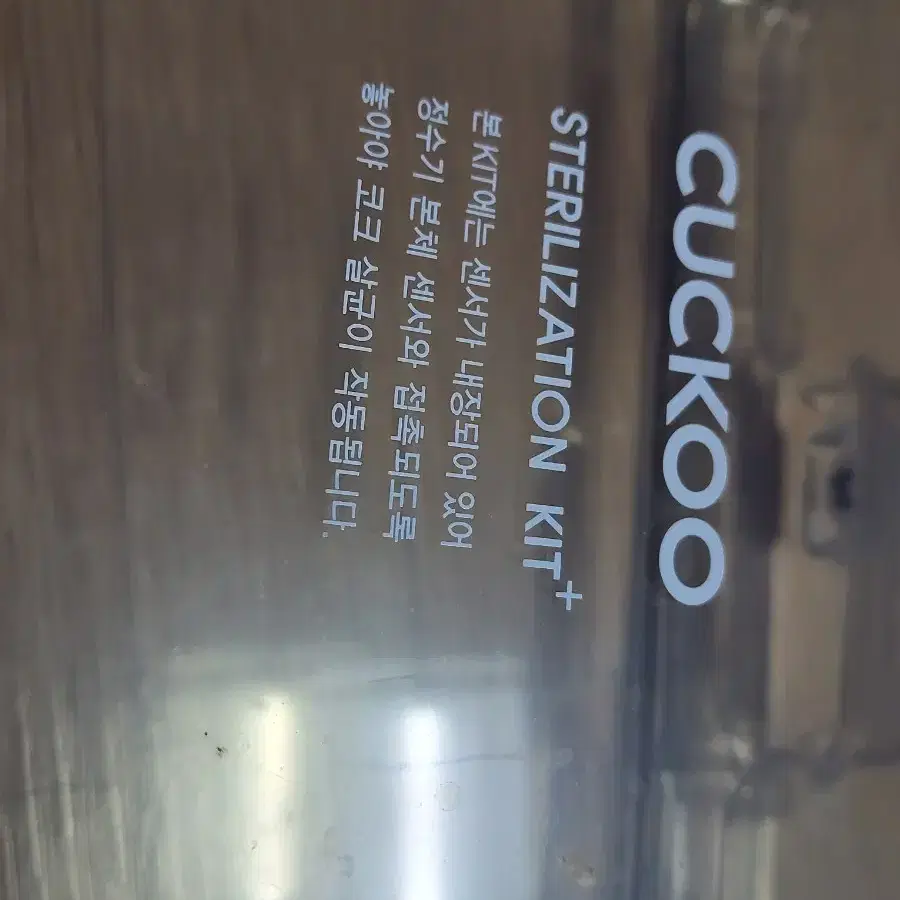 CUCKOO
STERILIZATION KIT+
본 KIT에는 센서가 내장되어 있어
정수기 본체 센서와 접촉되도록
놓아야 코크 살균이 작동됩니다.